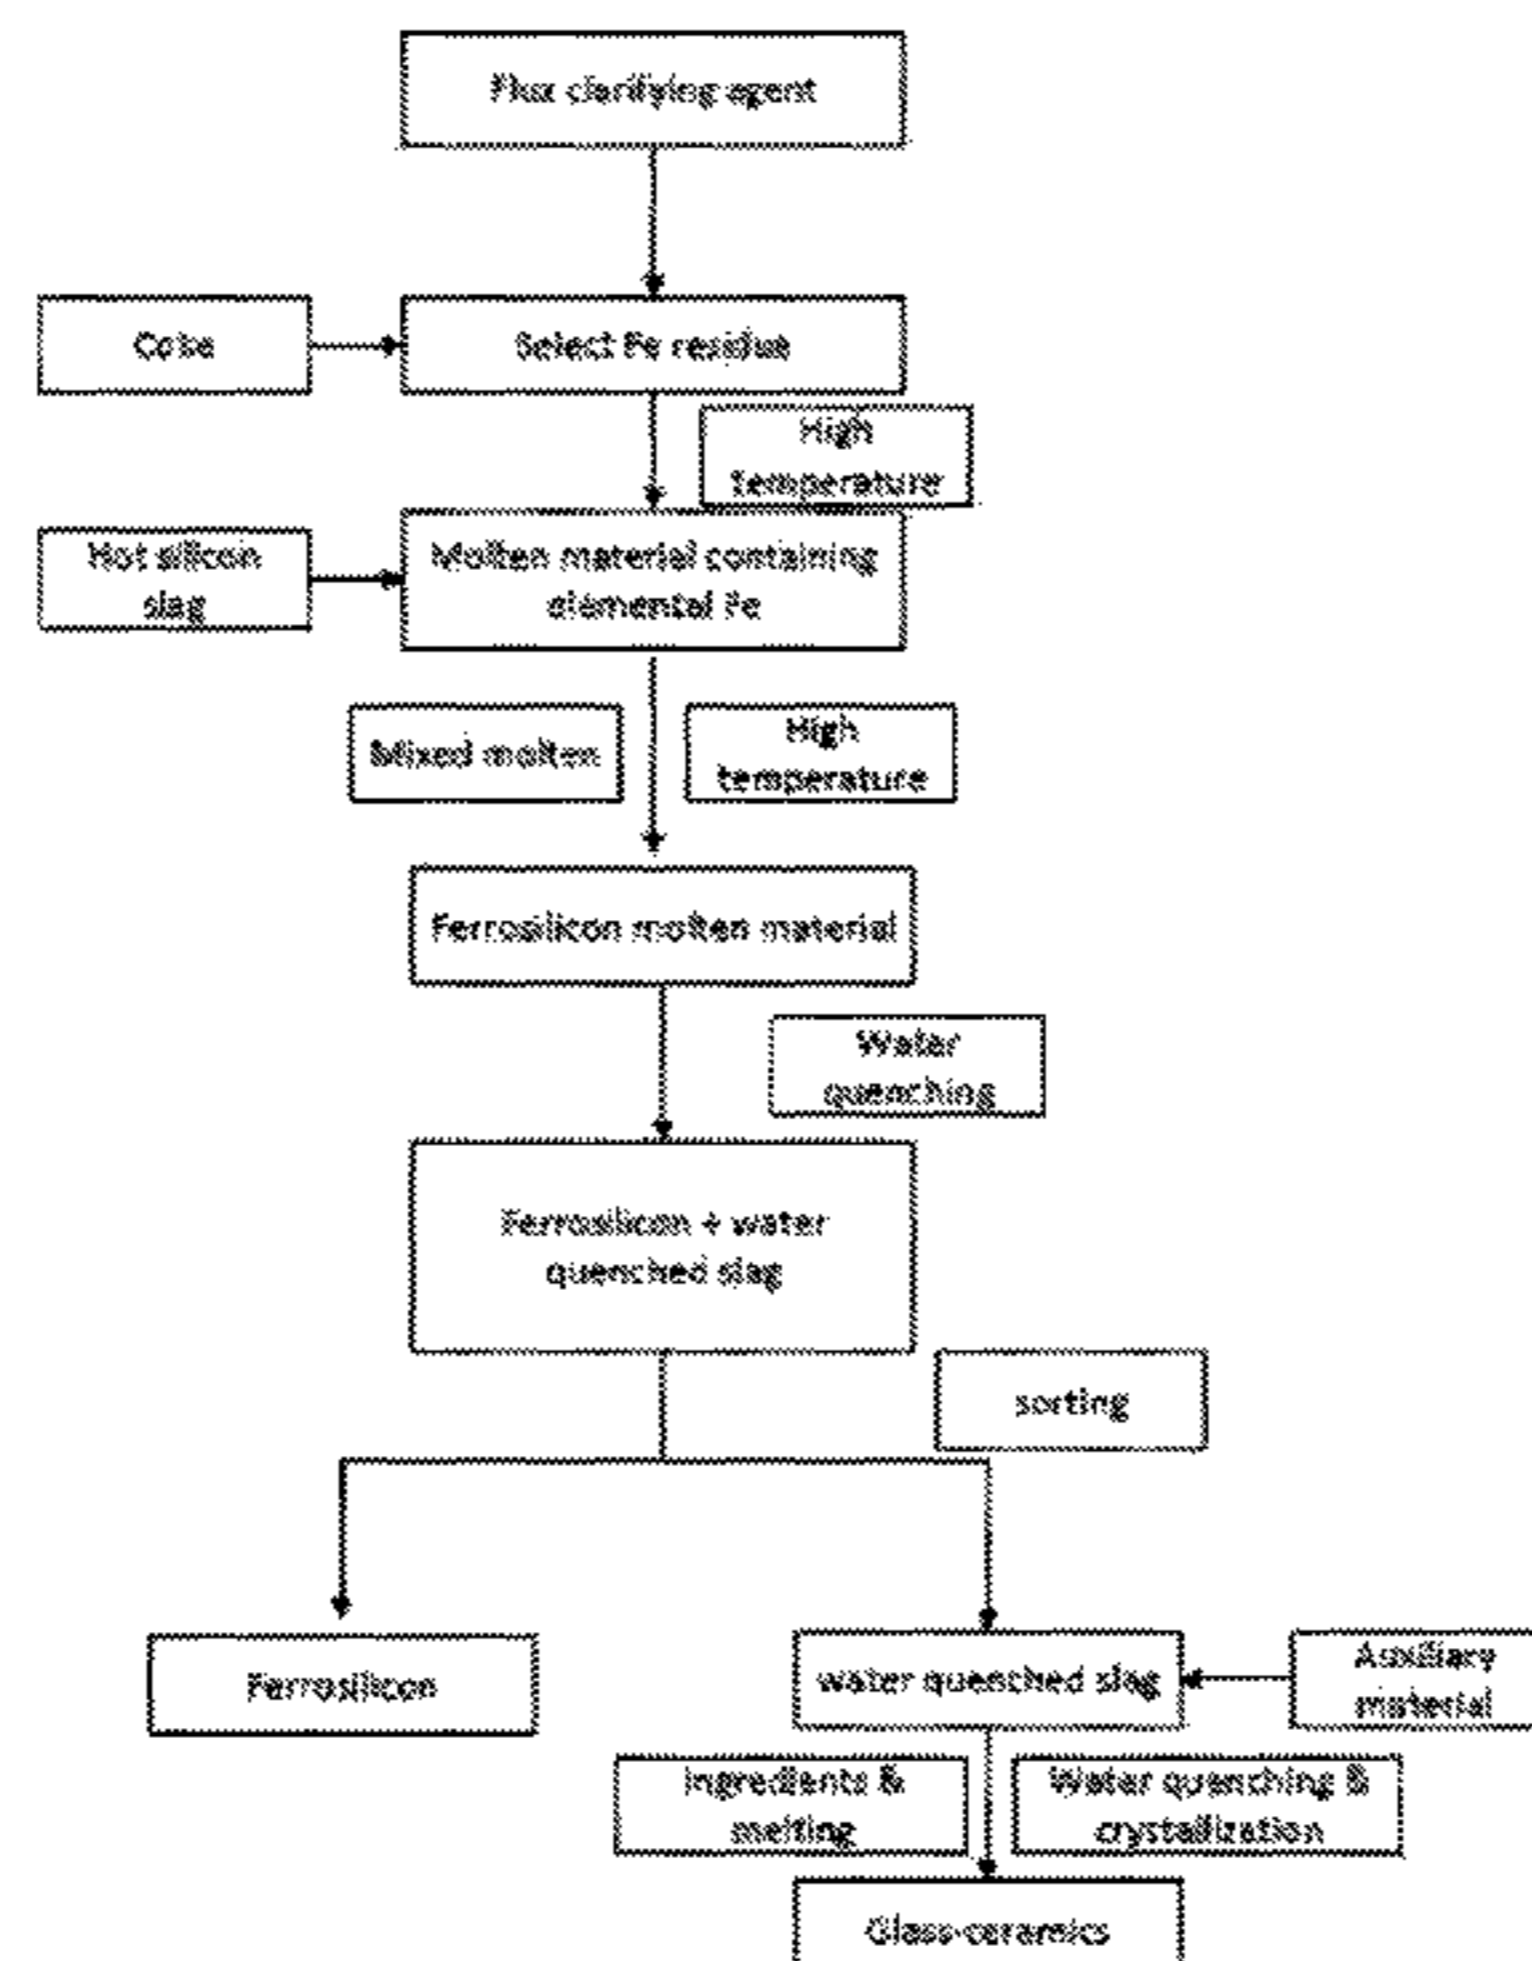 Flux clarifying agent
Coke
Select Fe residue
High
temperature
Hot silicon
slag
Molten material containing
elemental Fe
Mixed molten
High
temperature
Ferrosilicon molten material
Water
quenching
Ferrosilicon + water
quenched slag
sorting
Ferrosilicon
water quenched slag
Auxiliary
material
Ingredients &
melting
Water quenching &
crystallization
Glass-ceramics